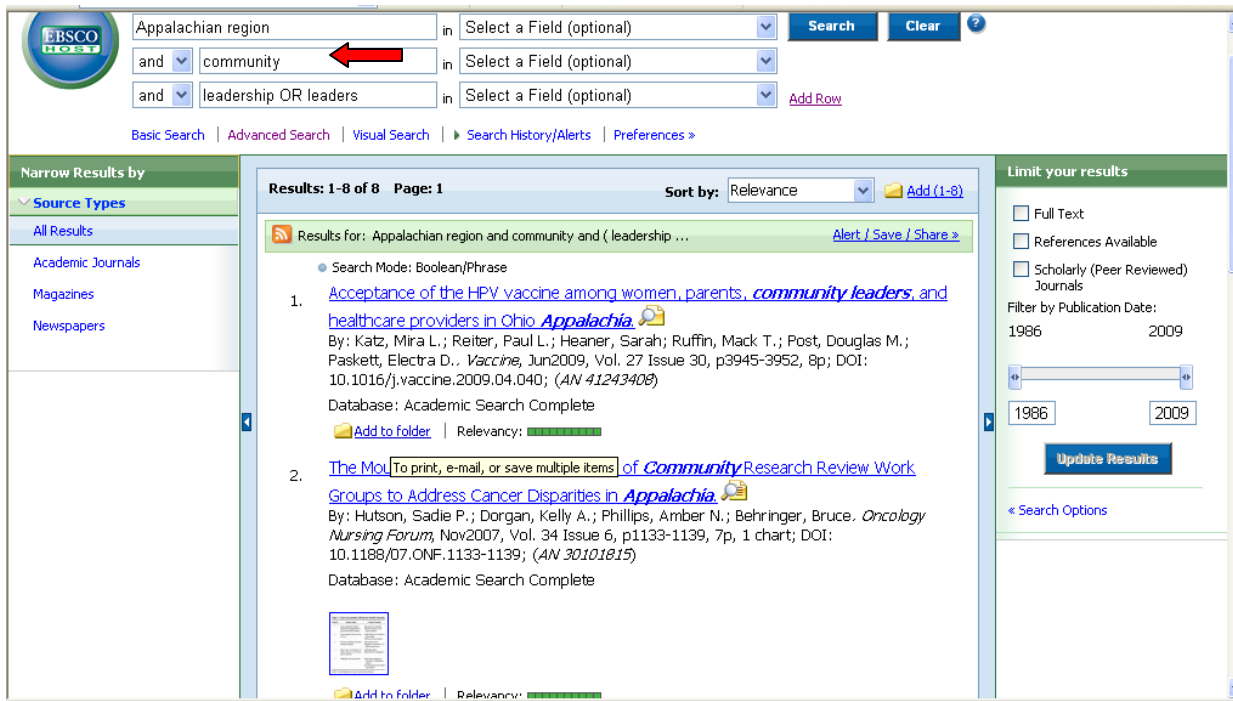 EBSCO
HOST
Appalachian region in Select a Field (optional) Search Clear ?
and community in Select a Field (optional)
and leadership OR leaders in Select a Field (optional) Add Row
Basic Search | Advanced Search | Visual Search | Search History/Alerts | Preferences »
Narrow Results by
Source Types
All Results
Academic Journals
Magazines
Newspapers
Results: 1-8 of 8 Page: 1 Sort by: Relevance Add (1-8)
Results for: Appalachian region and community and ( leadership ... Alert / Save / Share »
Search Mode: Boolean/Phrase
1. Acceptance of the HPV vaccine among women, parents, community leaders, and
healthcare providers in Ohio Appalachia.
By: Katz, Mira L.; Reiter, Paul L.; Heaner, Sarah; Ruffin, Mack T.; Post, Douglas M.;
Paskett, Electra D.. Vaccine, Jun2009, Vol. 27 Issue 30, p3945-3952, 8p; DOI:
10.1016/j.vaccine.2009.04.040; (AN 41243408)
Database: Academic Search Complete
Add to folder | Relevancy:
2. The Mou To print, e-mail, or save multiple items of Community Research Review Work
Groups to Address Cancer Disparities in Appalachia.
By: Hutson, Sadie P.; Dorgan, Kelly A.; Phillips, Amber N.; Behringer, Bruce. Oncology
Nursing Forum, Nov2007, Vol. 34 Issue 6, p1133-1139, 7p, 1 chart; DOI:
10.1188/07.ONF.1133-1139; (AN 30101815)
Database: Academic Search Complete
Add to folder | Relevancy:
Limit your results
Full Text
References Available
Scholarly (Peer Reviewed)
Journals
Filter by Publication Date:
1986 2009
1986 2009
Update Results
« Search Options